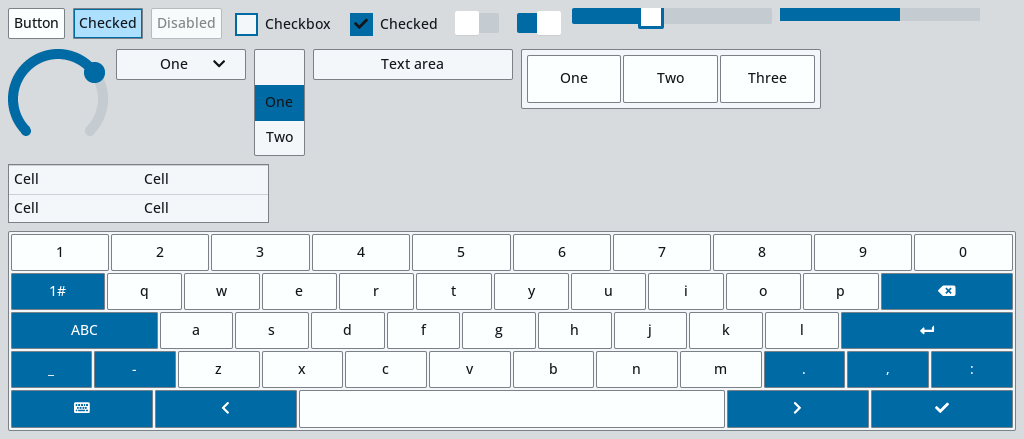 Button Checked Disabled Checkbox Checked
One One Two Text area One Two Three
Cell Cell
Cell Cell
1 2 3 4 5 6 7 8 9 0
1# q w e r t y u i o p
ABC a s d f g h j k l
_ - z x c v b n m . , :